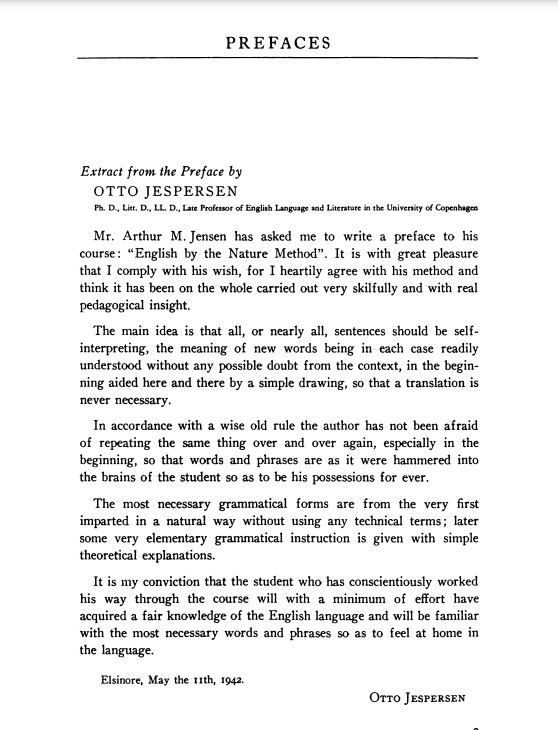 PREFACES
Extract from the Preface by
OTTO JESPERSEN
Ph. D., Litt. D., LL. D., Late Professor of English Language and Literature in the University of Copenhagen
Mr. Arthur M. Jensen has asked me to write a preface to his
course: “English by the Nature Method”. It is with great pleasure
that I comply with his wish, for I heartily agree with his method and
think it has been on the whole carried out very skilfully and with real
pedagogical insight.
The main idea is that all, or nearly all, sentences should be self-
interpreting, the meaning of new words being in each case readily
understood without any possible doubt from the context, in the begin-
ning aided here and there by a simple drawing, so that a translation is
never necessary.
In accordance with a wise old rule the author has not been afraid
of repeating the same thing over and over again, especially in the
beginning, so that words and phrases are as it were hammered into
the brains of the student so as to be his possessions for ever.
The most necessary grammatical forms are from the very first
imparted in a natural way without using any technical terms; later
some very elementary grammatical instruction is given with simple
theoretical explanations.
It is my conviction that the student who has conscientiously worked
his way through the course will with a minimum of effort have
acquired a fair knowledge of the English language and will be familiar
with the most necessary words and phrases so as to feel at home in
the language.
Elsinore, May the 11th, 1942.
OTTO JESPERSEN